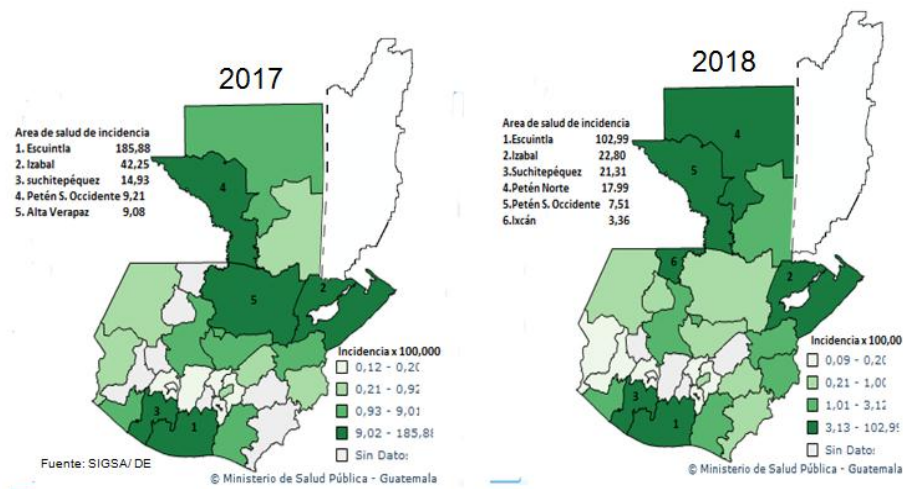 2017
Area de salud de incidencia
1. Escuintla 185,88
2. Izabal 42,25
3. suchitepéquez 14,93
4. Petén S. Occidente 9,21
5. Alta Verapaz 9,08
4
5
2
3
1
Incidencia x 100,000
0,12 - 0,20
0,21 - 0,92
0,93 - 9,01
9,02 - 185,88
Sin Dato:
Fuente: SIGSA/ DE
© Ministerio de Salud Pública - Guatemala
2018
Area de salud de incidencia
1.Escuintla 102,99
2.Izabal 22,80
3.Suchitepéquez 21,31
4.Petén Norte 17.99
5.Petén S. Occidente 7,51
6.Ixcán 3,36
4
5
6
2
3
1
Incidencia x 100,00
0,09 - 0,20
0,21 - 1,00
1,01 - 3,12
3,13 - 102,99
Sin Dato:
© Ministerio de Salud Pública - Guatemala